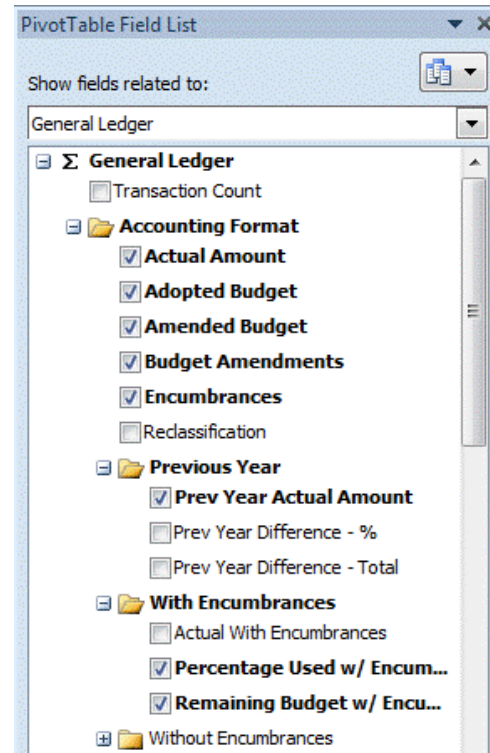 PivotTable Field List
Show fields related to:
General Ledger
Σ General Ledger
Transaction Count
Accounting Format
Actual Amount
Adopted Budget
Amended Budget
Budget Amendments
Encumbrances
Reclassification
Previous Year
Prev Year Actual Amount
Prev Year Difference - %
Prev Year Difference - Total
With Encumbrances
Actual With Encumbrances
Percentage Used w/ Encum...
Remaining Budget w/ Encu...
Without Encumbrances